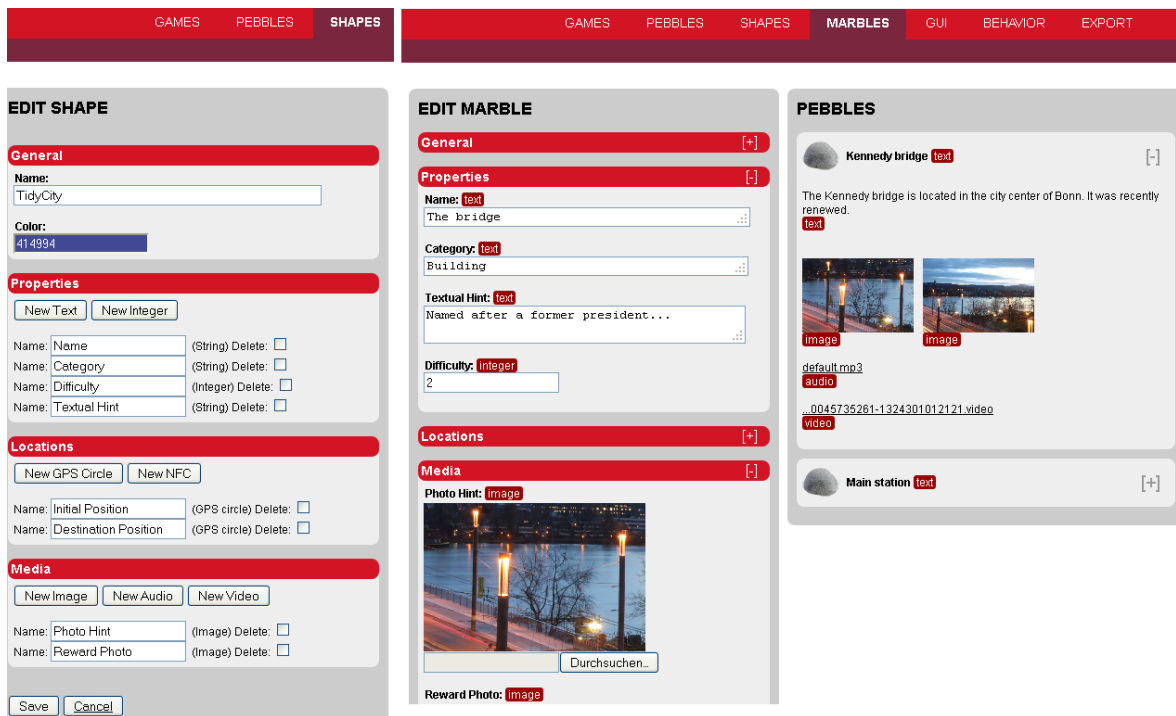 GAMES PEBBLES SHAPES
EDIT SHAPE
General
Name:
TidyCity
Color:
414994
Properties
New Text New Integer
Name: Name (String) Delete:
Name: Category (String) Delete:
Name: Difficulty (Integer) Delete:
Name: Textual Hint (String) Delete:
Locations
New GPS Circle New NFC
Name: Initial Position (GPS circle) Delete:
Name: Destination Position (GPS circle) Delete:
Media
New Image New Audio New Video
Name: Photo Hint (Image) Delete:
Name: Reward Photo (Image) Delete:
Save Cancel
GAMES PEBBLES SHAPES MARBLES GUI BEHAVIOR EXPORT
EDIT MARBLE
General [+]
Properties [-]
Name: text
The bridge
Category: text
Building
Textual Hint: text
Named after a former president...
Difficulty: integer
2
Locations [+]
Media [-]
Photo Hint: image
Durchsuchen...
Reward Photo: image
PEBBLES
Kennedy bridge text [-]
The Kennedy bridge is located in the city center of Bonn. It was recently
renewed.
text
image image
default.mp3
audio
...0045735261-1324301012121.video
video
Main station text [+]